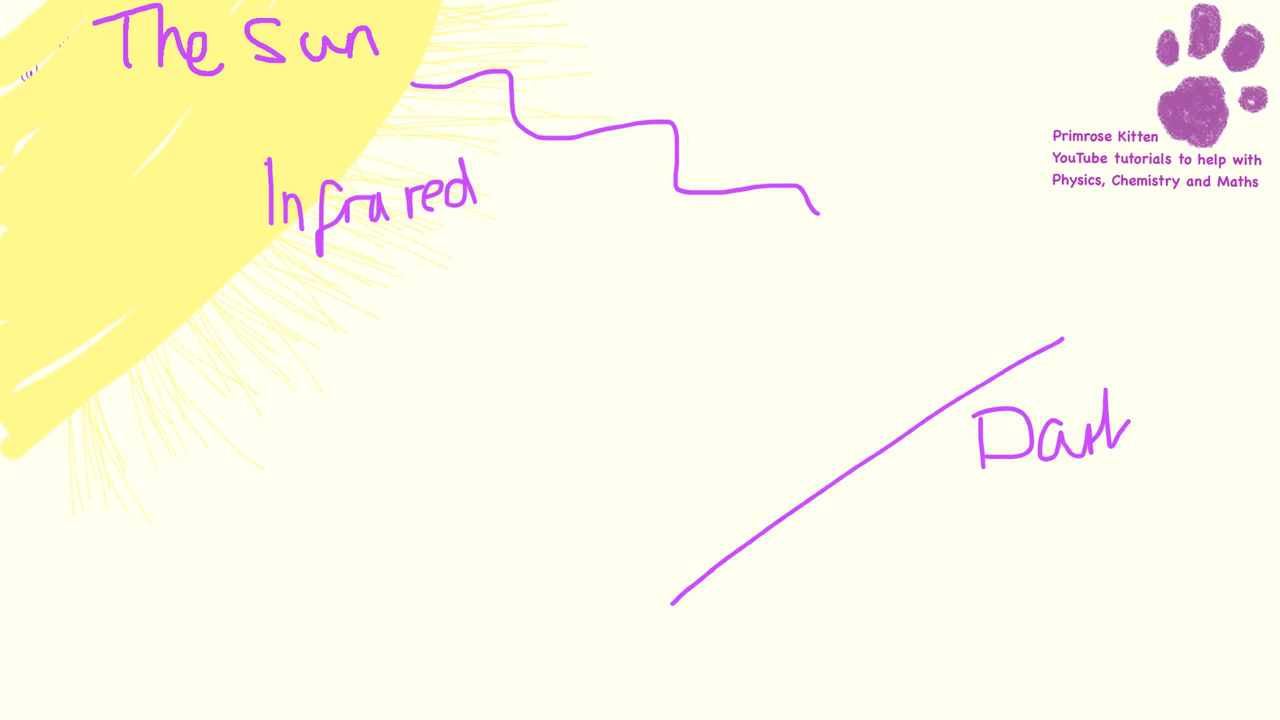 The Sun
Infrared
Primrose Kitten
YouTube tutorials to help with
Physics, Chemistry and Maths
Dark